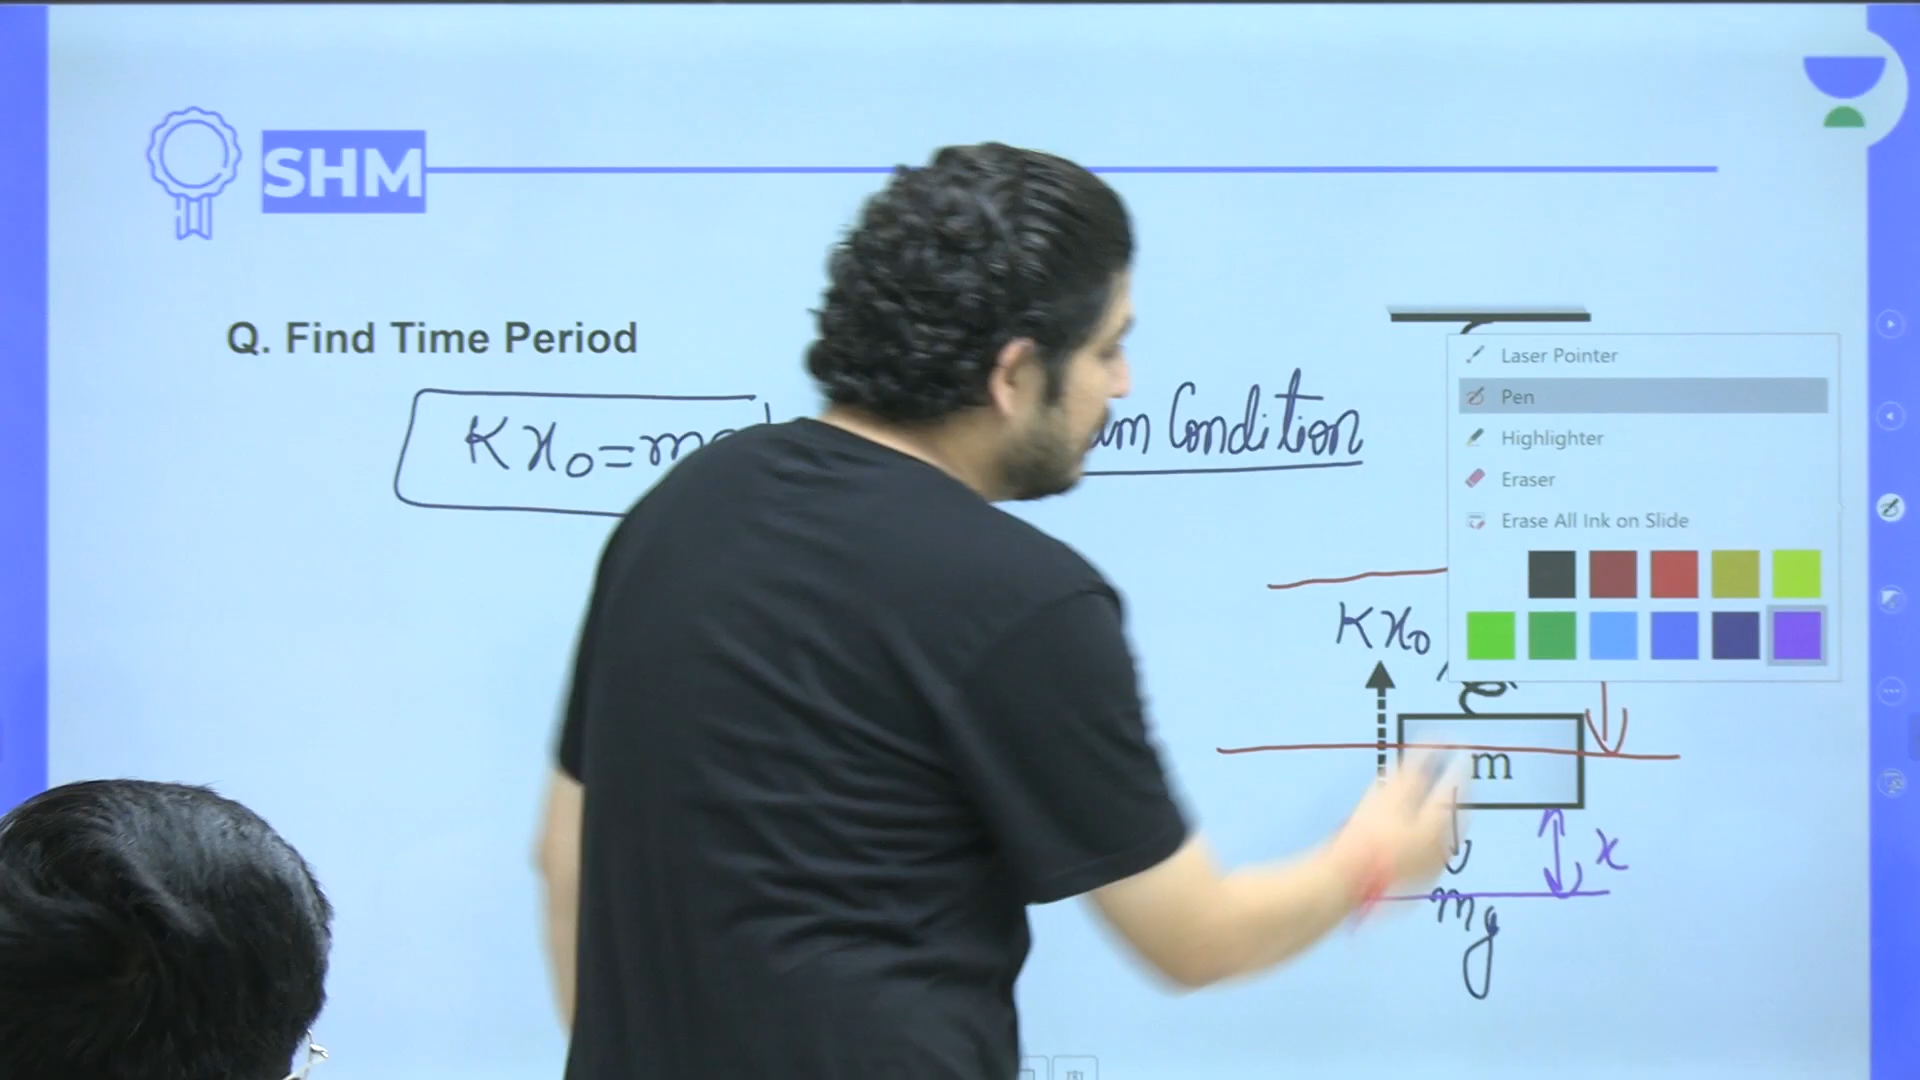 SHM
Q. Find Time Period
Kx₀=
Condition
Laser Pointer
Pen
Highlighter
Eraser
Erase All Ink on Slide
Kx₀
m
x
mg